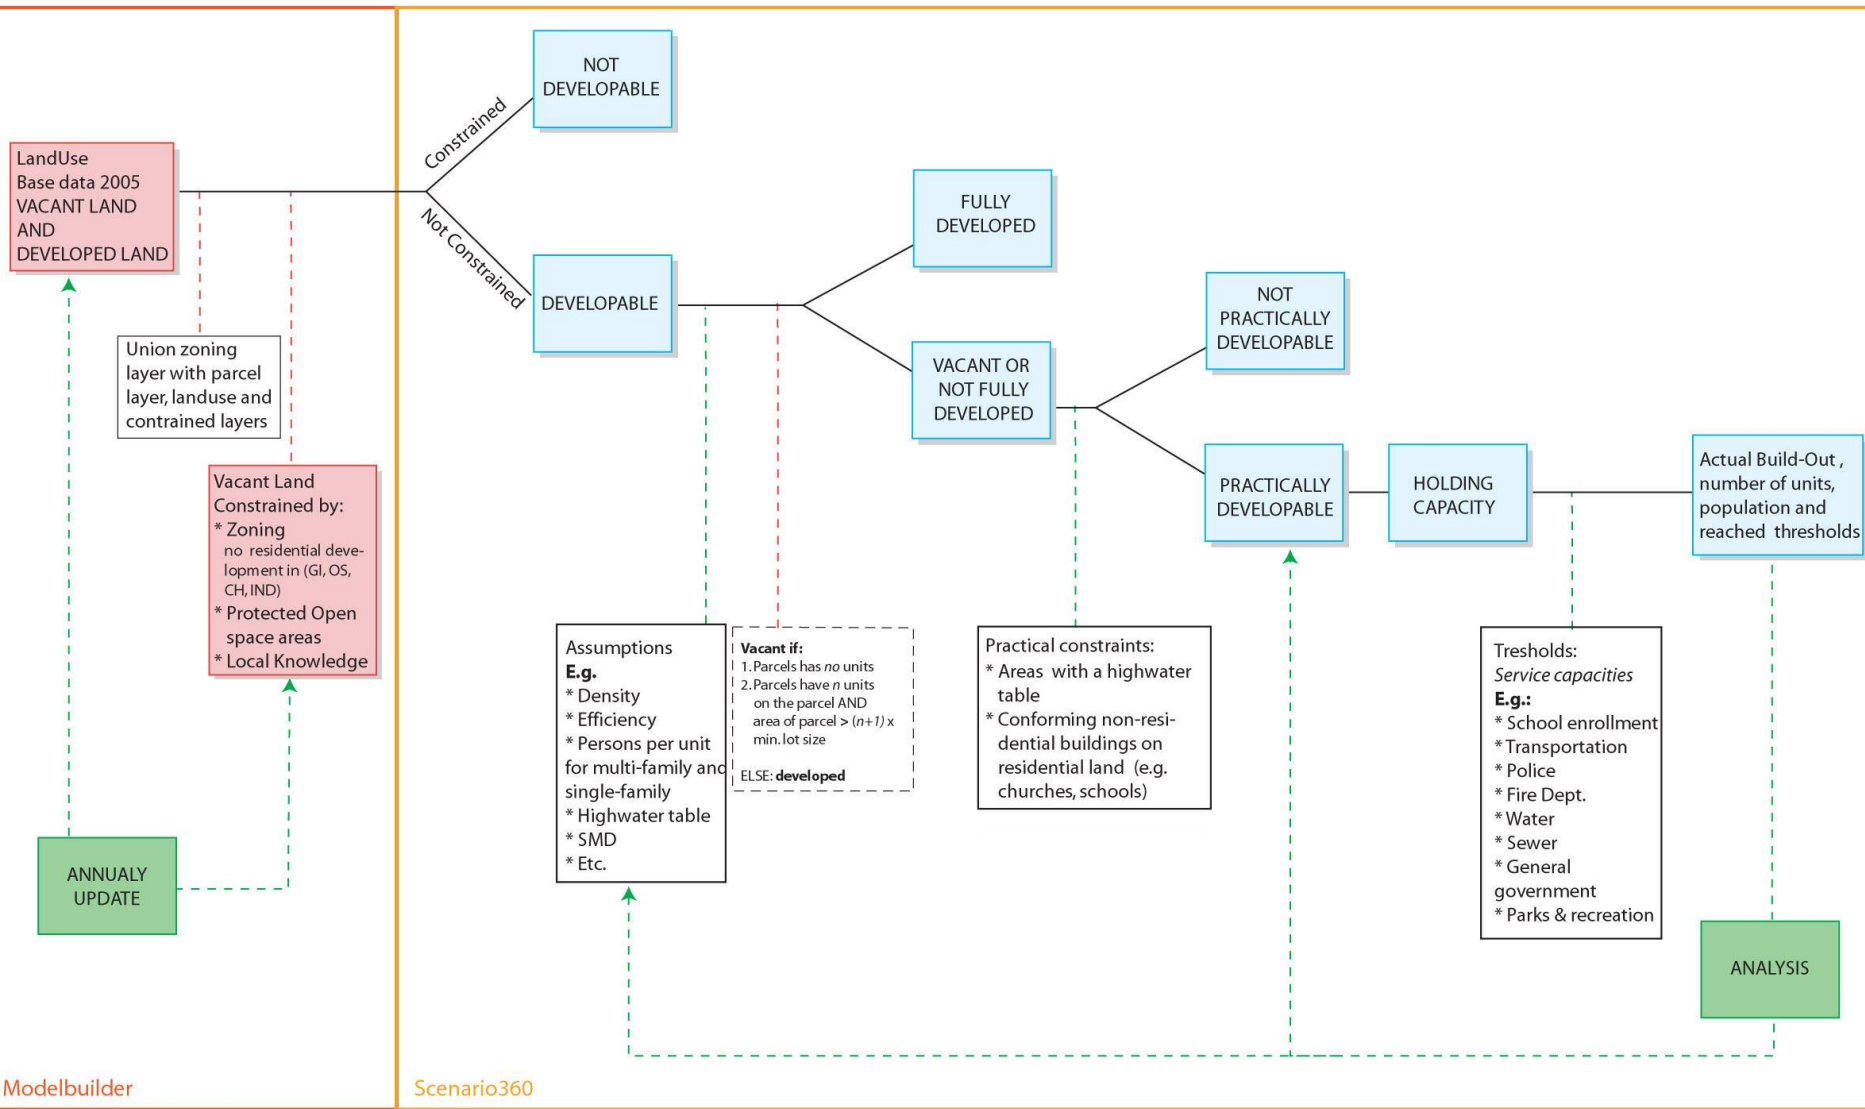 LandUse
Base data 2005
VACANT LAND
AND
DEVELOPED LAND
Union zoning
layer with parcel
layer, landuse and
contrained layers
Vacant Land
Constrained by:
* Zoning
no residential deve-
lopment in (GI, OS,
CH, IND)
* Protected Open
space areas
* Local Knowledge
ANNUALY
UPDATE
Modelbuilder
Constrained
Not Constrained
NOT
DEVELOPABLE
DEVELOPABLE
FULLY
DEVELOPED
VACANT OR
NOT FULLY
DEVELOPED
NOT
PRACTICALLY
DEVELOPABLE
PRACTICALLY
DEVELOPABLE
HOLDING
CAPACITY
Actual Build-Out ,
number of units,
population and
reached thresholds
Assumptions
E.g.
* Density
* Efficiency
* Persons per unit
for multi-family and
single-family
* Highwater table
* SMD
* Etc.
Vacant if:
1. Parcels has no units
2. Parcels have n units
on the parcel AND
area of parcel > (n+1) x
min. lot size
ELSE: developed
Practical constraints:
* Areas with a highwater
table
* Conforming non-resi-
dential buildings on
residential land (e.g.
churches, schools)
Tresholds:
Service capacities
E.g.:
* School enrollment
* Transportation
* Police
* Fire Dept.
* Water
* Sewer
* General
government
* Parks & recreation
ANALYSIS
Scenario360